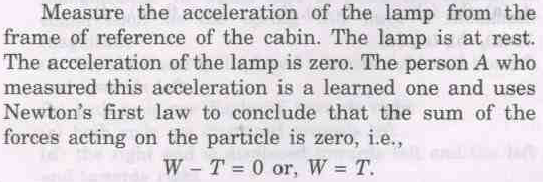 Measure the acceleration of the lamp from the
frame of reference of the cabin. The lamp is at rest.
The acceleration of the lamp is zero. The person A who
measured this acceleration is a learned one and uses
Newton's first law to conclude that the sum of the
forces acting on the particle is zero, i.e.,
W – T = 0 or, W = T.